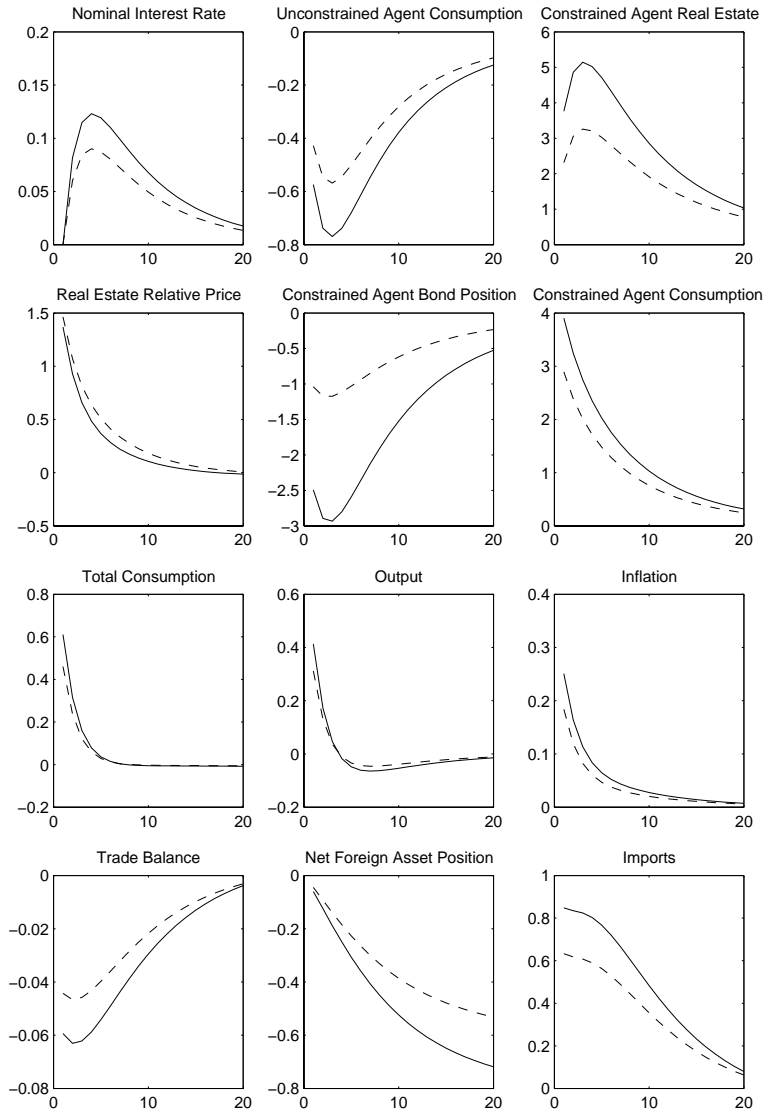 Nominal Interest Rate
0.2
0.15
0.1
0.05
0
0 10 20
Unconstrained Agent Consumption
0
−0.2
−0.4
−0.6
−0.8
0 10 20
Constrained Agent Real Estate
6
5
4
3
2
1
0
0 10 20
Real Estate Relative Price
1.5
1
0.5
0
−0.5
0 10 20
Constrained Agent Bond Position
0
−0.5
−1
−1.5
−2
−2.5
−3
0 10 20
Constrained Agent Consumption
4
3
2
1
0
0 10 20
Total Consumption
0.8
0.6
0.4
0.2
0
−0.2
0 10 20
Output
0.6
0.4
0.2
0
−0.2
0 10 20
Inflation
0.4
0.3
0.2
0.1
0
0 10 20
Trade Balance
0
−0.02
−0.04
−0.06
−0.08
0 10 20
Net Foreign Asset Position
0
−0.2
−0.4
−0.6
−0.8
0 10 20
Imports
1
0.8
0.6
0.4
0.2
0
0 10 20